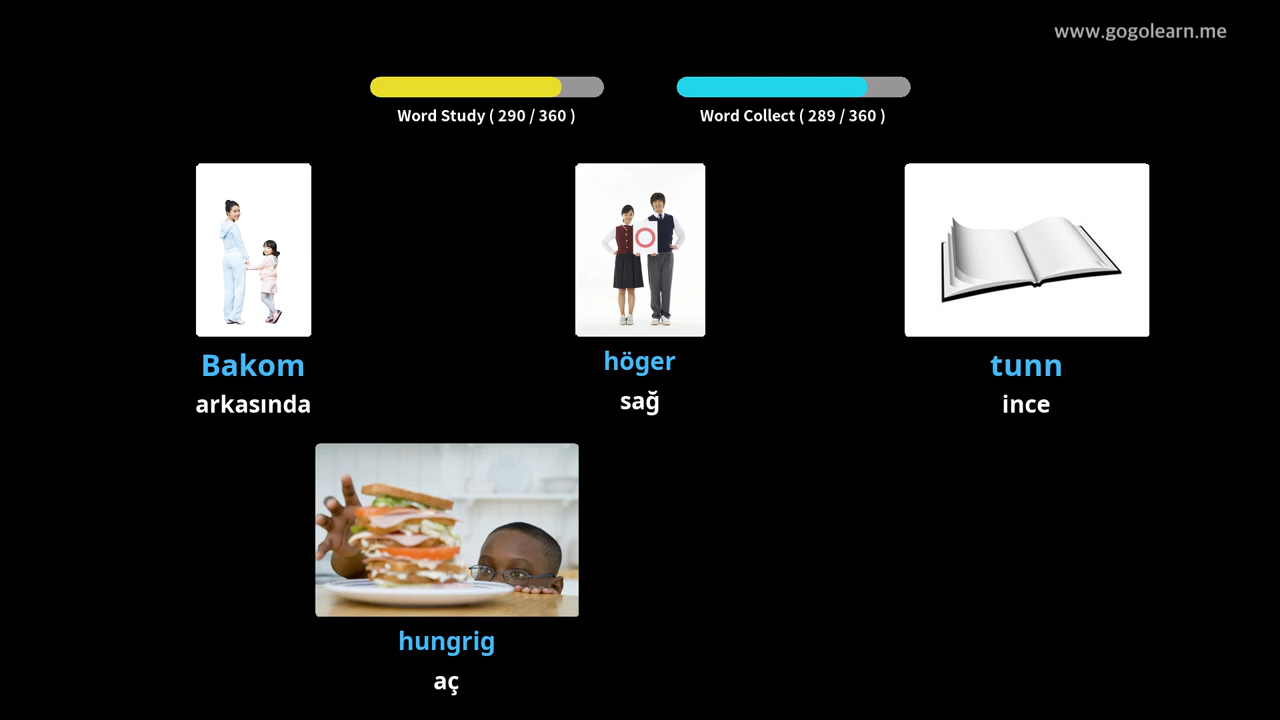 www.gogolearn.me
Word Study ( 290 / 360 )
Word Collect ( 289 / 360 )
Bakom
arkasında
höger
sağ
tunn
ince
hungrig
aç